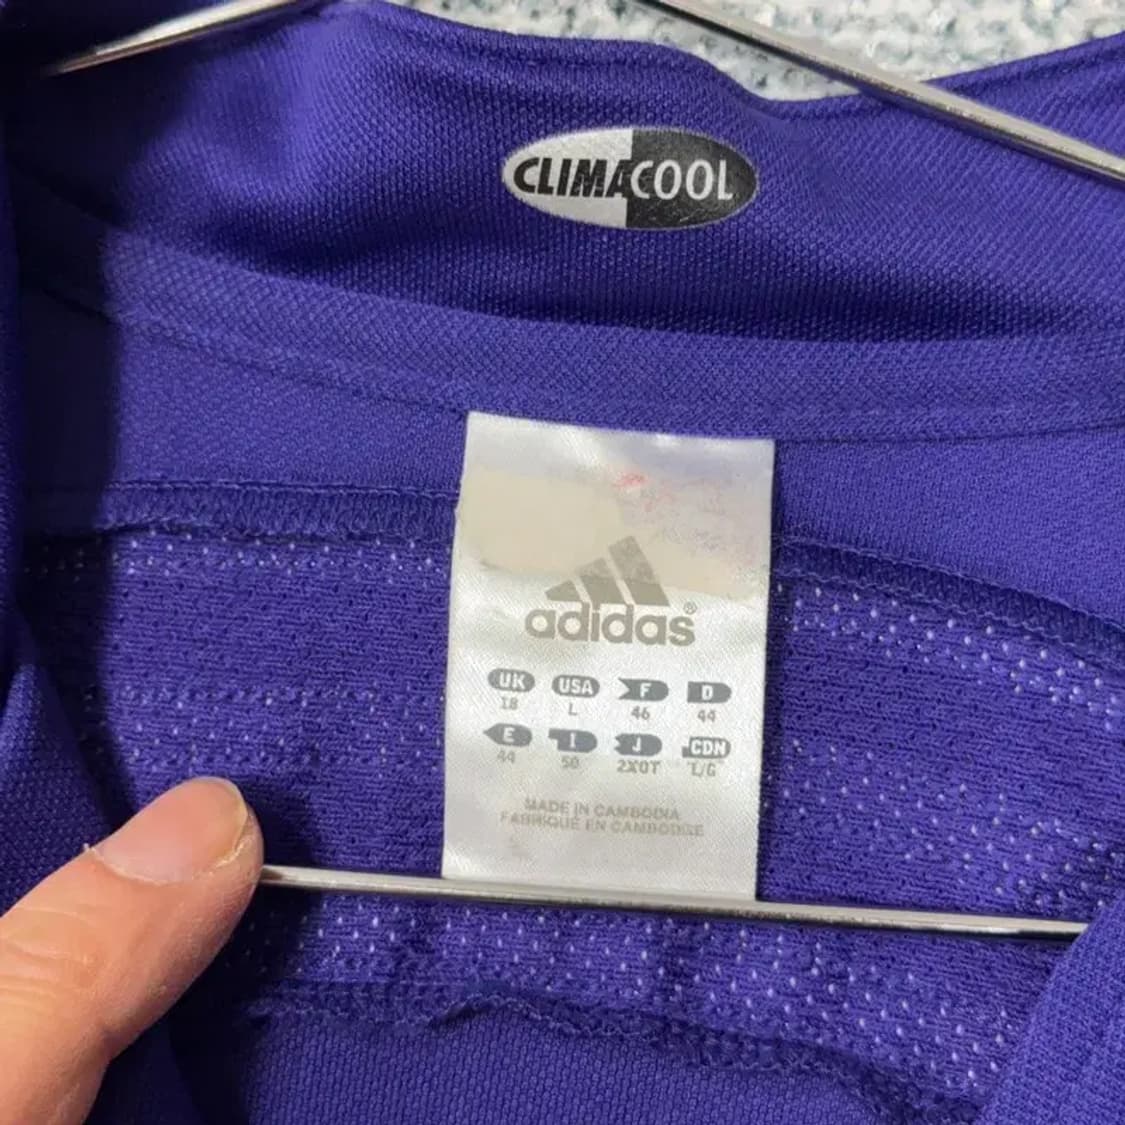 CLIMACOOL
adidas®
UK USA F D
18 L 46 44
E I J CDN
44 50 2XOT L/G
MADE IN CAMBODIA
FABRIQUÉ EN CAMBODGE